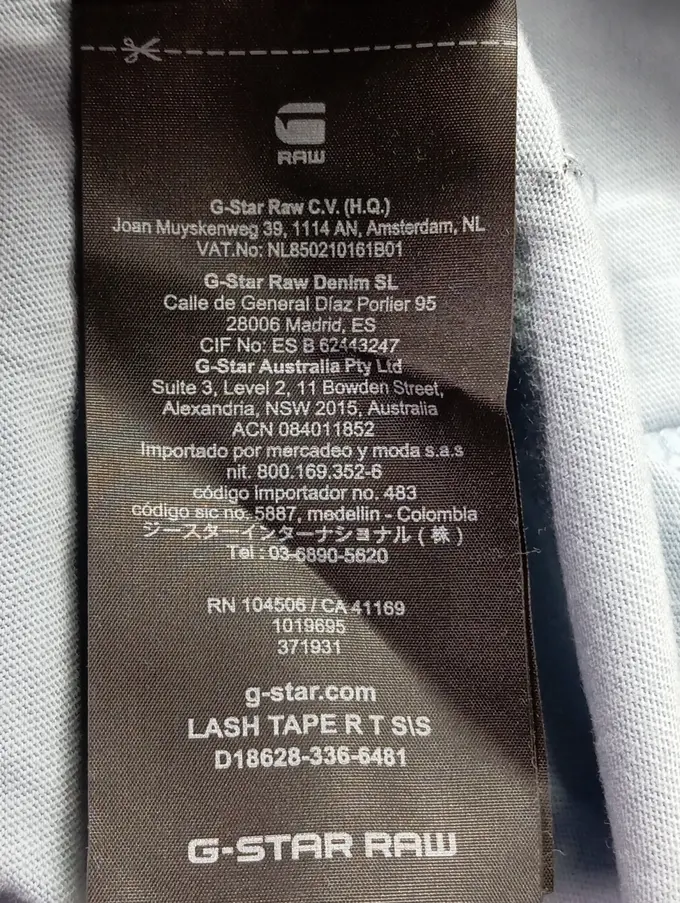 RAW
G-Star Raw C.V. (H.Q.)
Joan Muyskenweg 39, 1114 AN, Amsterdam, NL
VAT.No: NL850210161B01
G-Star Raw Denim SL
Calle de General Díaz Porlier 95
28006 Madrid, ES
CIF No: ES B 62443247
G-Star Australia Pty Ltd
Suite 3, Level 2, 11 Bowden Street,
Alexandria, NSW 2015, Australia
ACN 084011852
Importado por mercadeo y moda s.a.s
nit. 800.169.352-6
código importador no. 483
código sic no. 5887, medellin - Colombia
ジースターインターナショナル(株)
Tel : 03-6890-5620
RN 104506 / CA 41169
1019695
371931
g-star.com
LASH TAPE R T S\S
D18628-336-6481
G-STAR RAW